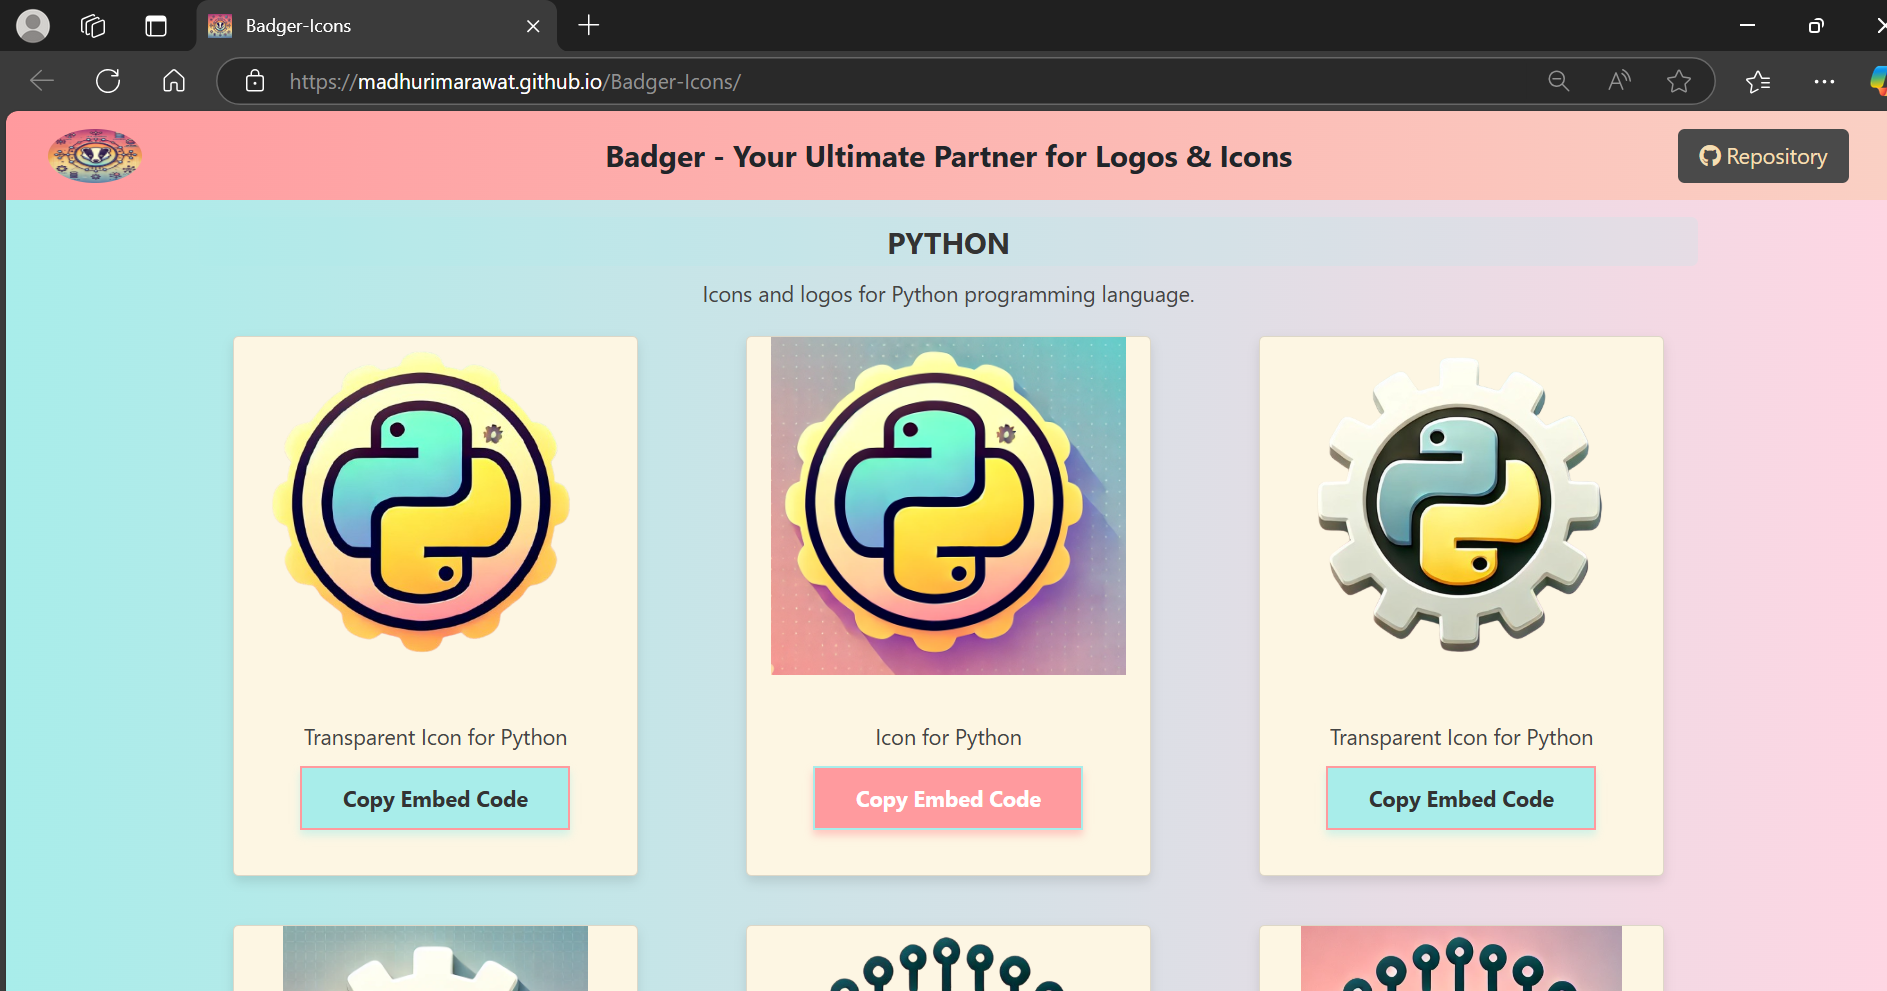 Badger-Icons
https://madhurimarawat.github.io/Badger-Icons/
Badger - Your Ultimate Partner for Logos & Icons
Repository
PYTHON
Icons and logos for Python programming language.
Transparent Icon for Python
Icon for Python
Transparent Icon for Python
Copy Embed Code
Copy Embed Code
Copy Embed Code